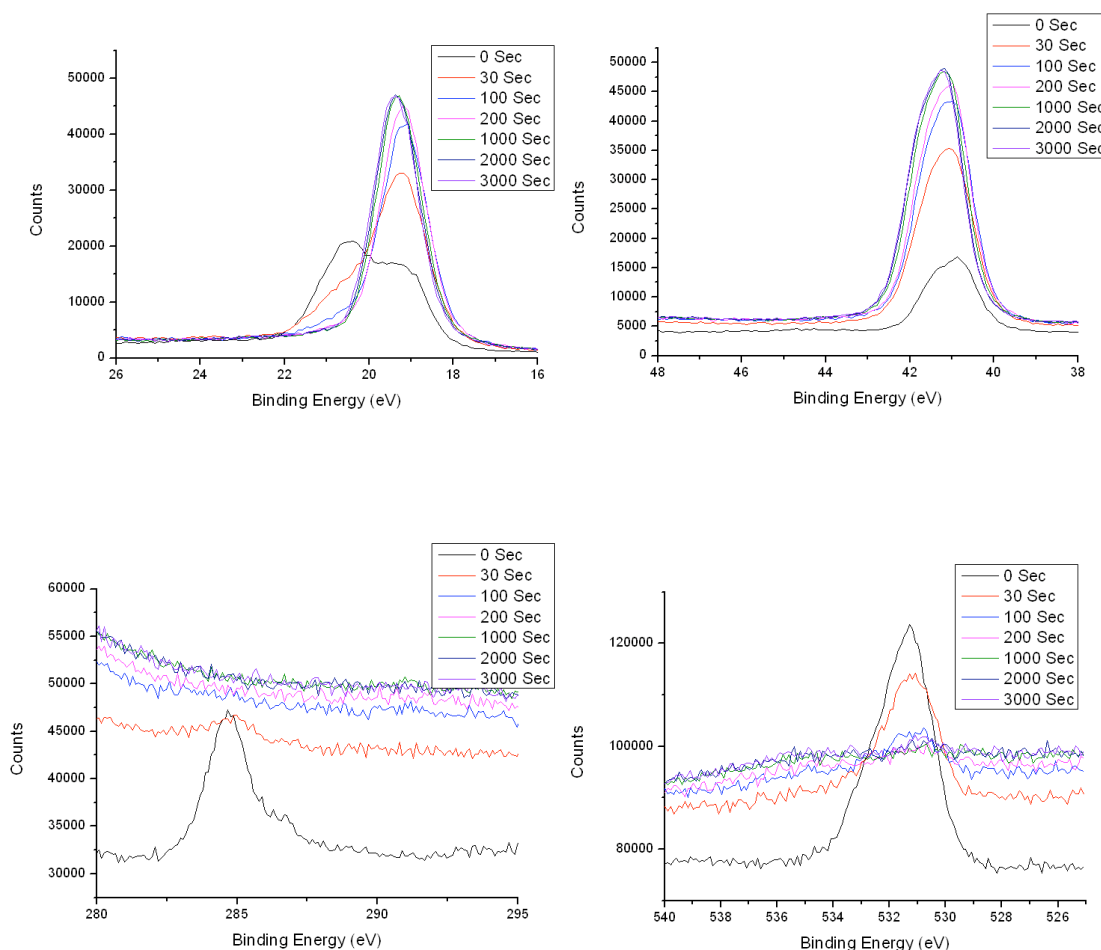 50000
40000
30000
20000
10000
0
Counts
26
24
22
20
18
16
Binding Energy (eV)
0 Sec
30 Sec
100 Sec
200 Sec
1000 Sec
2000 Sec
3000 Sec
50000
45000
40000
35000
30000
25000
20000
15000
10000
5000
0
Counts
48
46
44
42
40
38
Binding Energy (eV)
0 Sec
30 Sec
100 Sec
200 Sec
1000 Sec
2000 Sec
3000 Sec
60000
55000
50000
45000
40000
35000
30000
Counts
280
285
290
295
Binding Energy (eV)
0 Sec
30 Sec
100 Sec
200 Sec
1000 Sec
2000 Sec
3000 Sec
120000
100000
80000
Counts
540
538
536
534
532
530
528
526
Binding Energy (eV)
0 Sec
30 Sec
100 Sec
200 Sec
1000 Sec
2000 Sec
3000 Sec